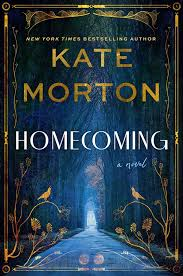 NEW YORK TIMES BESTSELLING AUTHOR
KATE
MORTON
HOMECOMING
a novel